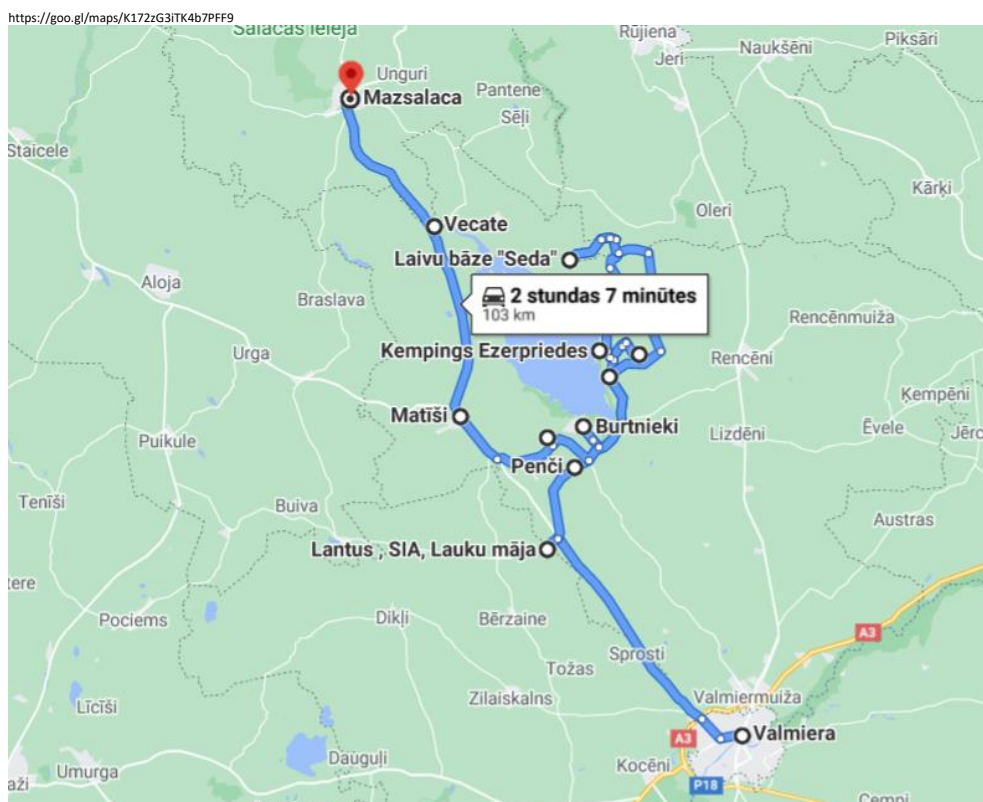 https://goo.gl/maps/K172zG3iTK4b7PFF9
Salacas ieleja
Rūjiena
Piksāri
Naukšēni
Jeri
Unguri
Mazsalaca
Pantene
Sēļi
Staicele
Kārķi
Oleri
Vecate
Laivu bāze "Seda"
Aloja
Braslava
2 stundas 7 minūtes
103 km
Rencēnmuiža
Urga
Kempings Ezerpriedes
Rencēni
Ķempēni
Matīši
Burtnieki
Lizdēni
Ēvele
Jērc
Puikule
Penči
Tenīši
Buiva
Austras
Lantus , SIA, Lauku māja
tere
Pociems
Dikļi
Bērzaine
A3
Sprosti
Tožas
Zilaiskalns
Valmiermuiža
Līcīši
Valmiera
A3
Dauguļi
Kocēni
Umurga
aži
P18
Cempi